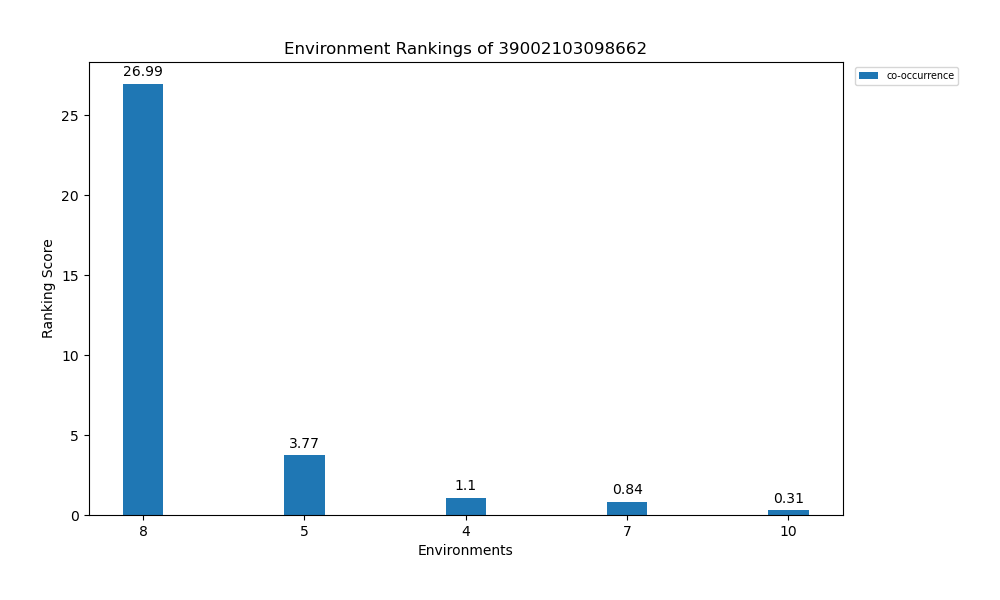 Environment Rankings of 39002103098662
co-occurrence
26.99
3.77
1.1
0.84
0.31
Ranking Score
25
20
15
10
5
0
8 5 4 7 10
Environments